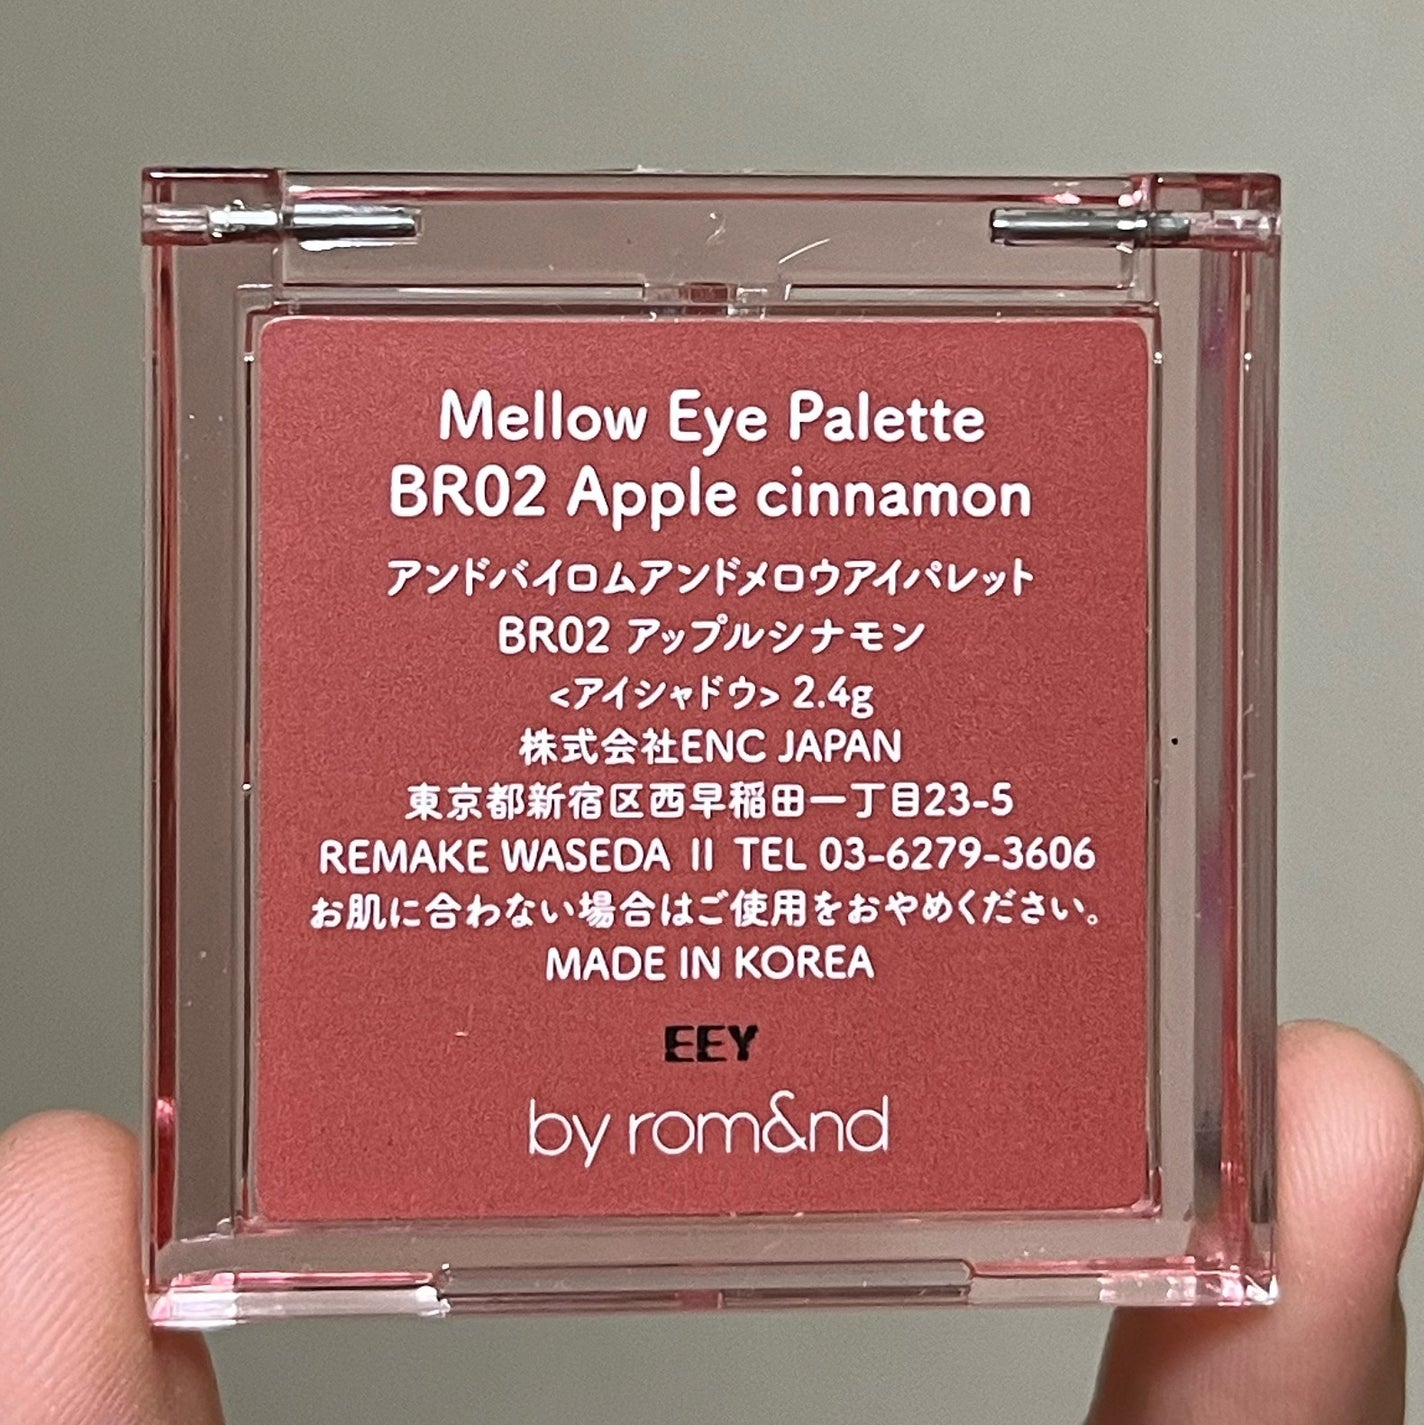 Mellow Eye Palette
BR02 Apple cinnamon
アンドバイロムアンドメロウアイパレット
BR02 アップルシナモン
<アイシャドウ> 2.4g
株式会社ENC JAPAN
東京都新宿区西早稲田一丁目23-5
REMAKE WASEDA II TEL 03-6279-3606
お肌に合わない場合はご使用をおやめください。
MADE IN KOREA
EEY
by rom&nd